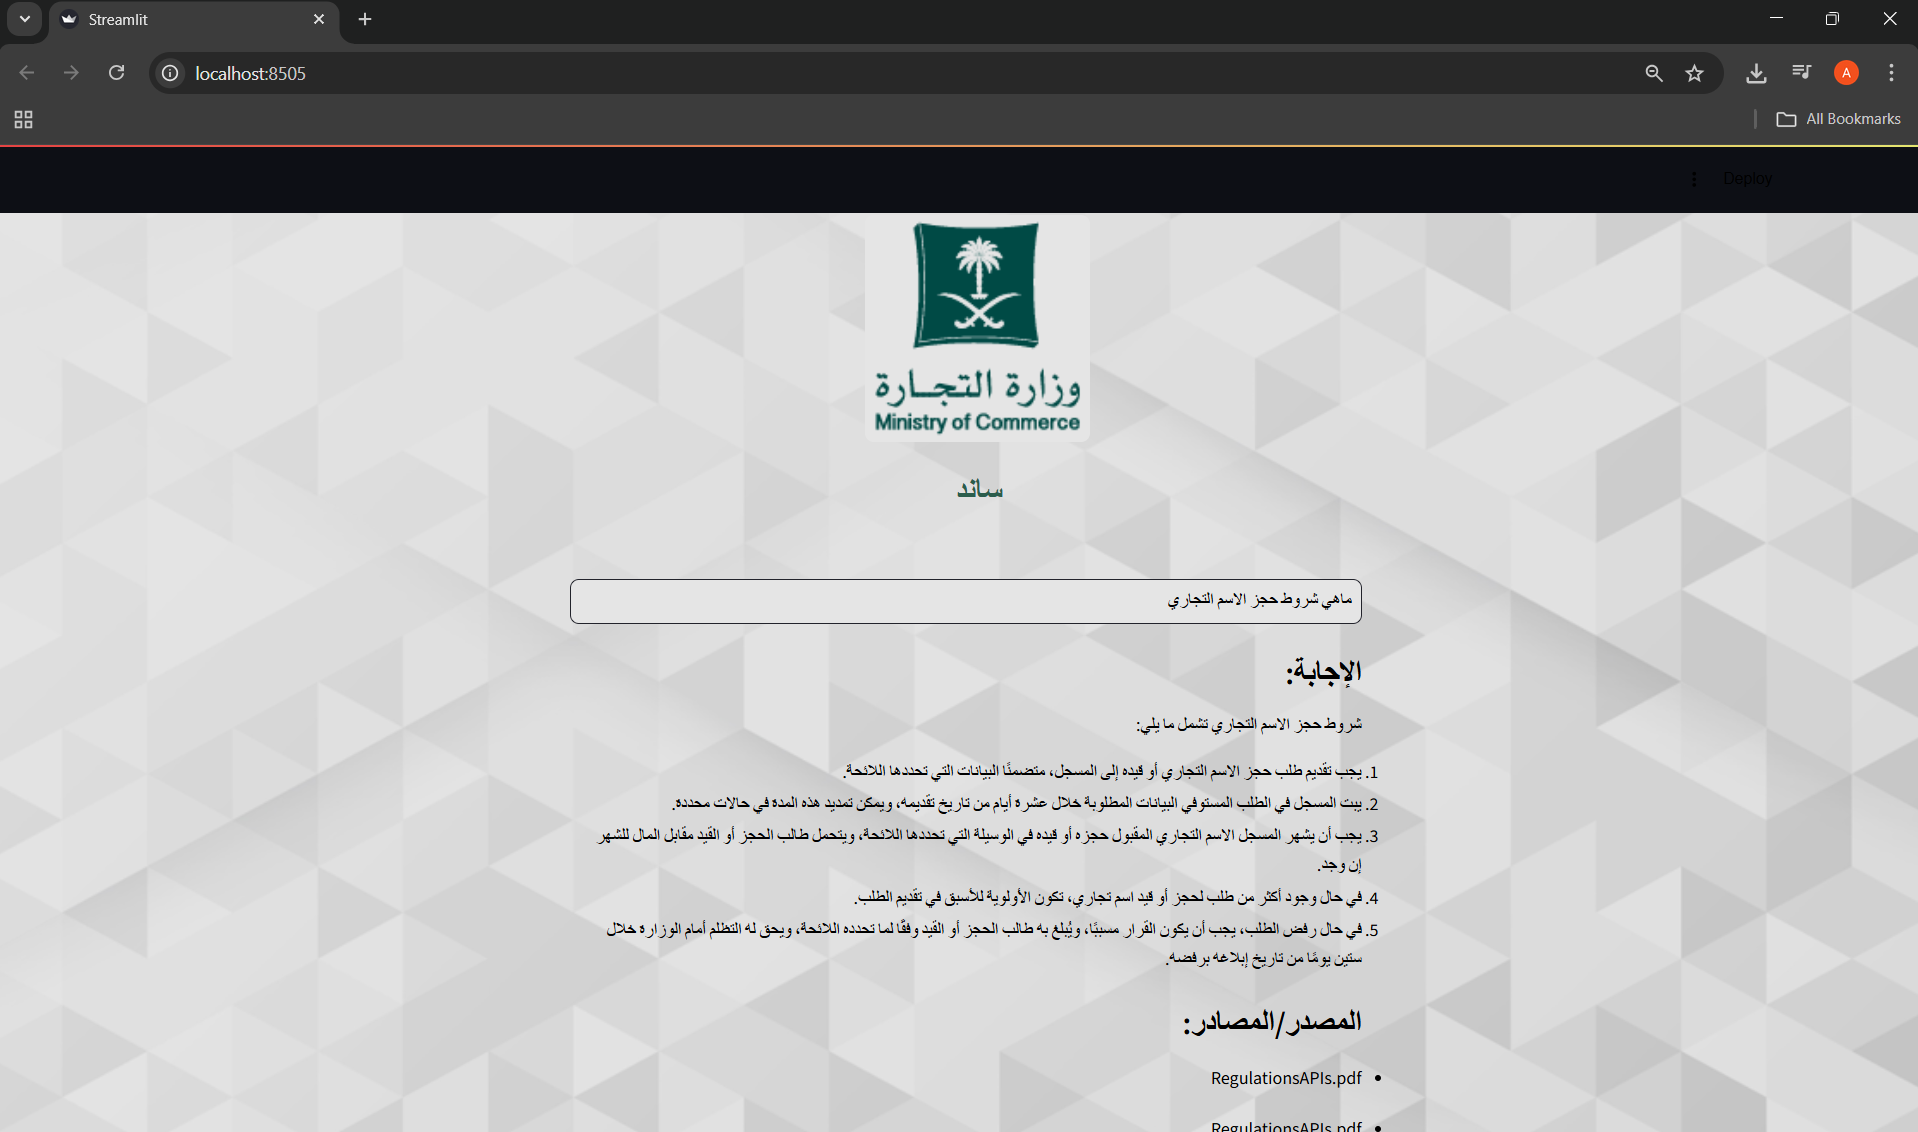 Streamlit
localhost:8505
A
All Bookmarks
Deploy
وزارة التجارة
Ministry of Commerce
ساند
ماهي شروط حجز الاسم التجاري
الإجابة:
شروط حجز الاسم التجاري تشمل ما يلي:
1. يجب تقديم طلب حجز الاسم التجاري أو قيده إلى المسجل، متضمنًا البيانات التي تحددها اللائحة.
2. يبت المسجل في الطلب المستوفي البيانات المطلوبة خلال عشرة أيام من تاريخ تقديمه، ويمكن تمديد هذه المدة في حالات محددة.
3. يجب أن يشهر المسجل الاسم التجاري المقبول حجزه أو قيده في الوسيلة التي تحددها اللائحة، ويتحمل طالب الحجز أو القيد مقابل المال للشهر
إن وجد.
4. في حال وجود أكثر من طلب لحجز أو قيد اسم تجاري، تكون الأولوية للأسبق في تقديم الطلب.
5. في حال رفض الطلب، يجب أن يكون القرار مسببًا، ويُبلغ به طالب الحجز أو القيد وفقًا لما تحدده اللائحة، ويحق له التظلم أمام الوزارة خلال
ستين يومًا من تاريخ إبلاغه برفضه.
المصدر/المصادر:
• RegulationsAPIs.pdf
• RegulationsAPIs.pdf